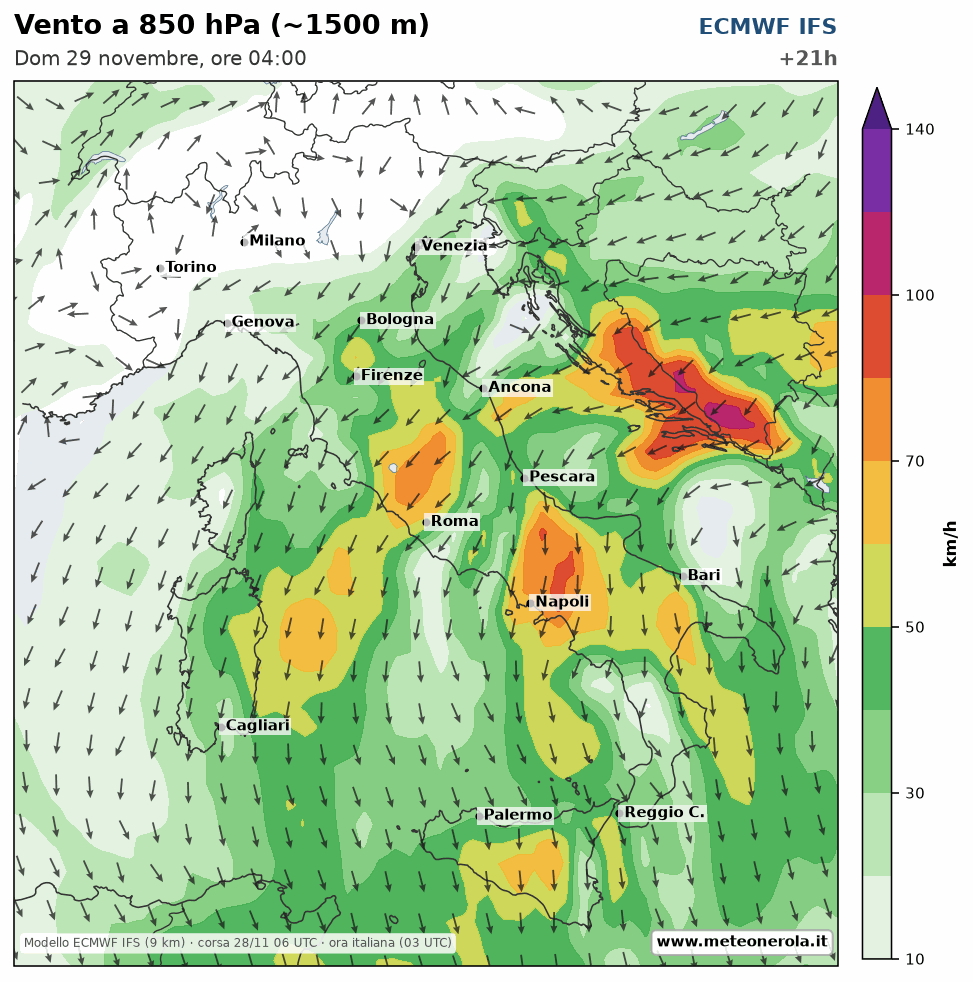 Vento a 850 hPa (~1500 m)
ECMWF IFS
Dom 29 novembre, ore 04:00
+21h
Milano
Venezia
Torino
Genova
Bologna
Firenze
Ancona
Pescara
Roma
Bari
Napoli
Cagliari
Palermo
Reggio C.
140
100
70
50
30
10
km/h
Modello ECMWF IFS (9 km) · corsa 28/11 06 UTC · ora italiana (03 UTC)
www.meteonerola.it